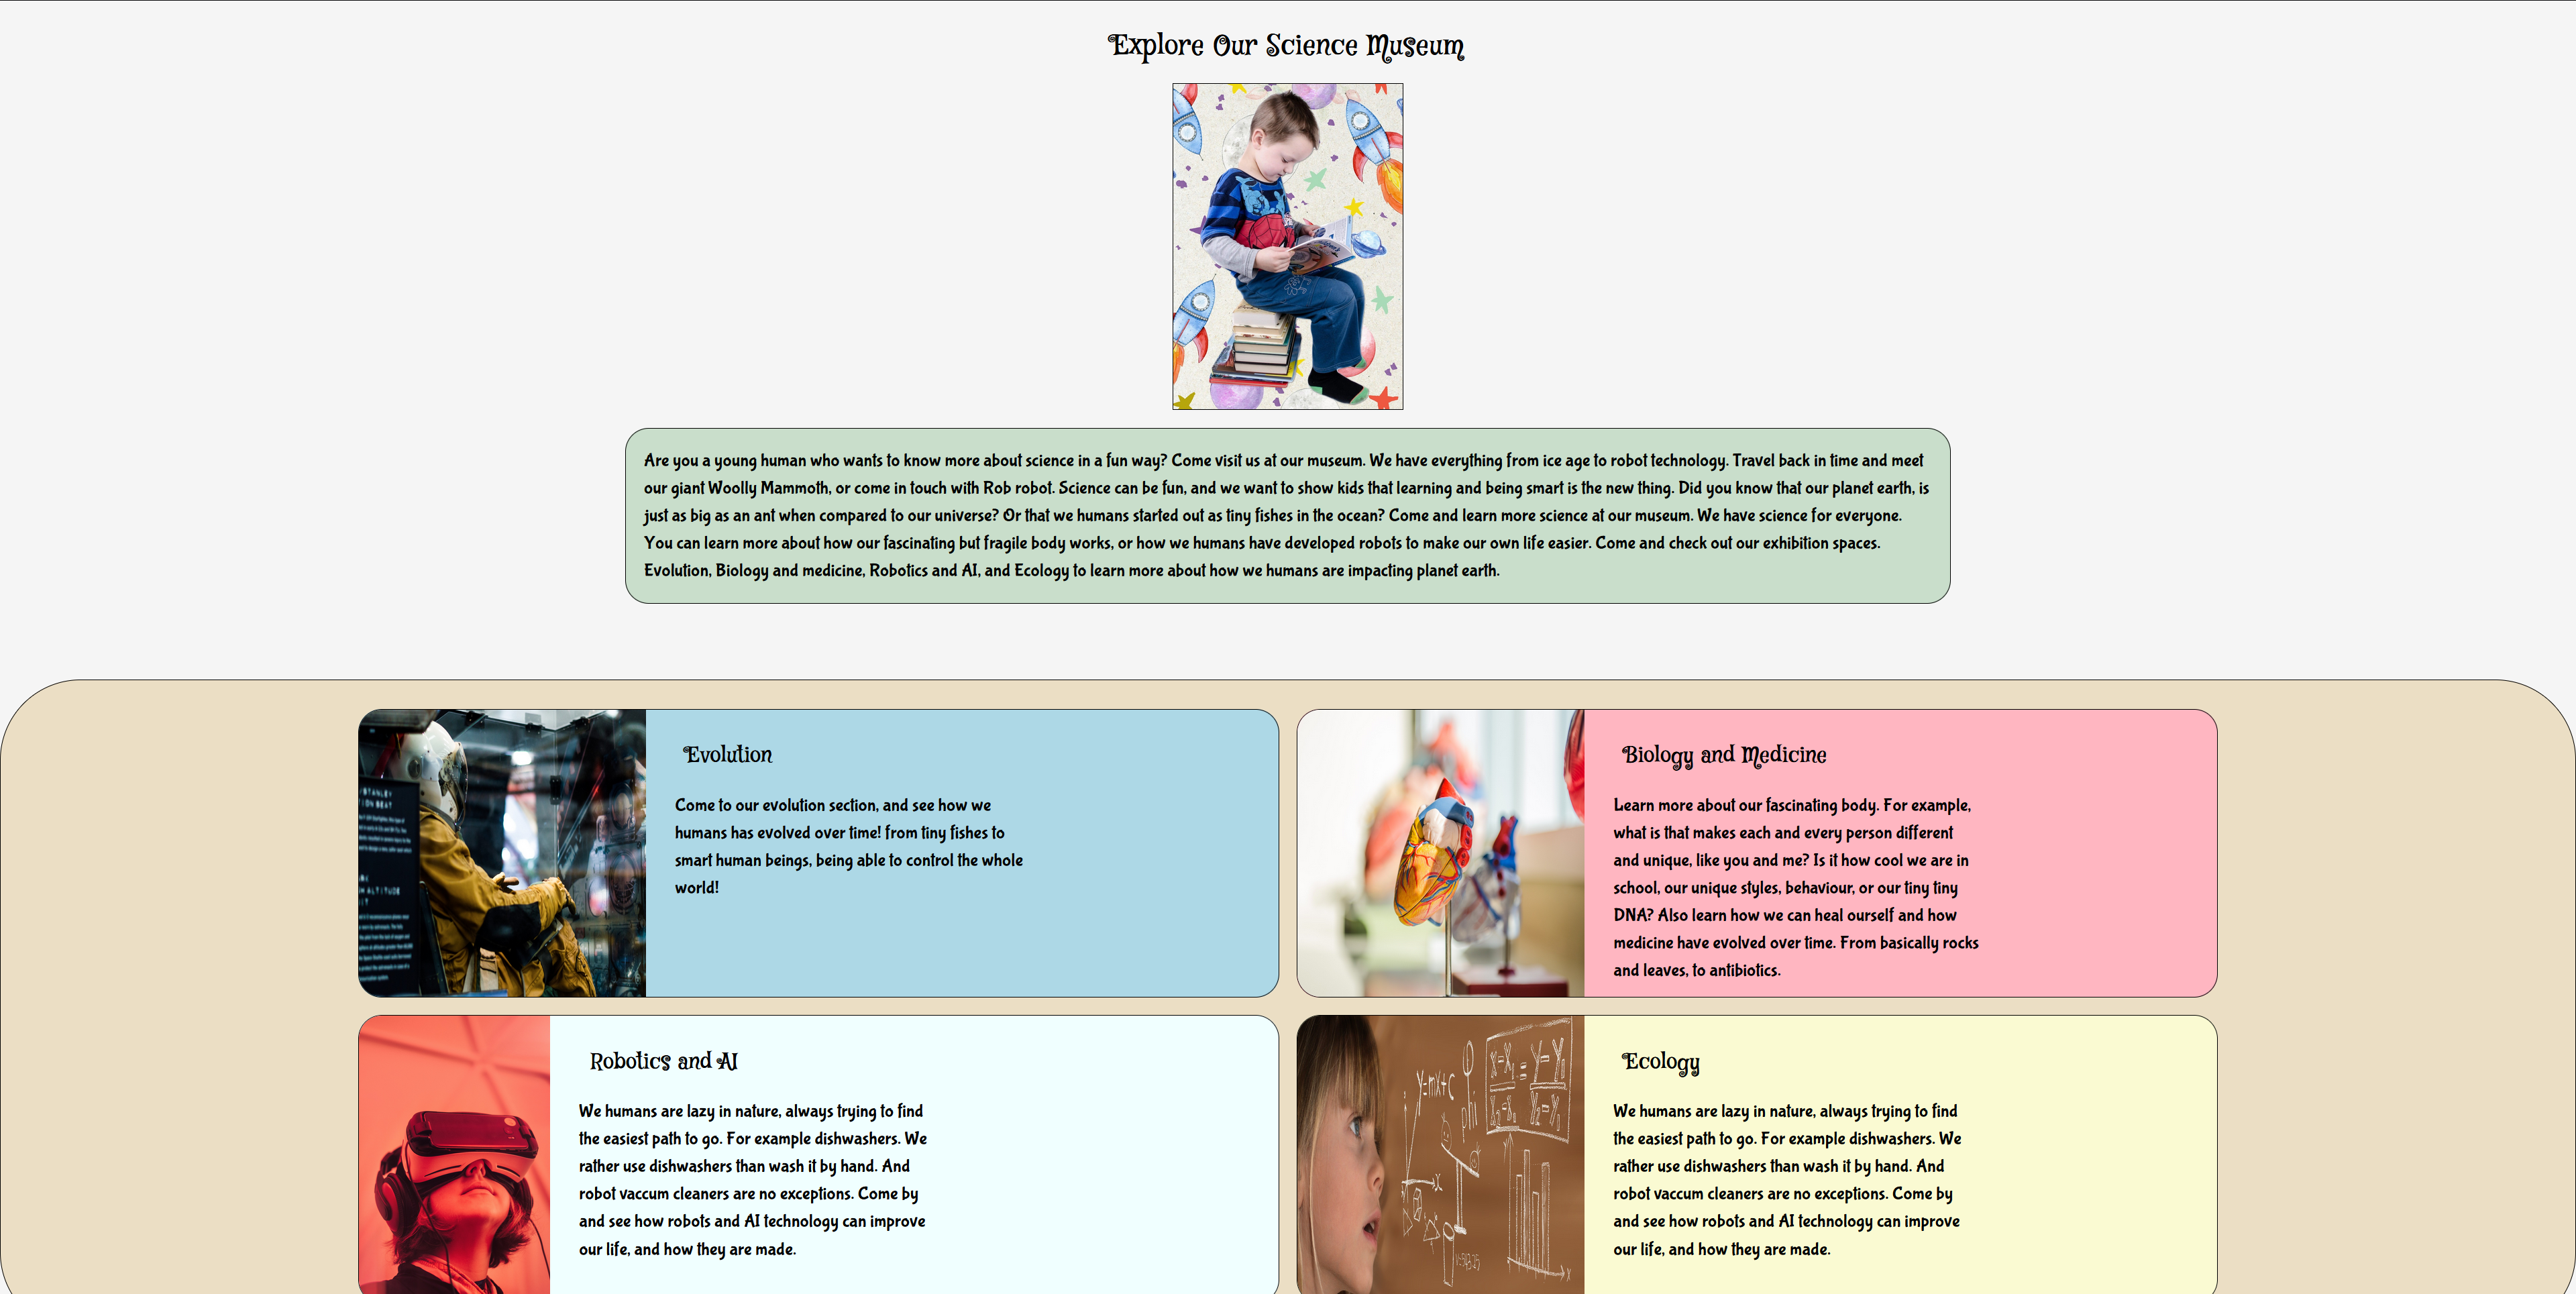 Explore Our Science Museum
Are you a young human who wants to know more about science in a fun way? Come visit us at our museum. We have everything from ice age to robot technology. Travel back in time and meet
our giant Woolly Mammoth, or come in touch with Rob robot. Science can be fun, and we want to show kids that learning and being smart is the new thing. Did you know that our planet earth, is
just as big as an ant when compared to our universe? Or that we humans started out as tiny fishes in the ocean? Come and learn more science at our museum. We have science for everyone.
You can learn more about how our fascinating but fragile body works, or how we humans have developed robots to make our own life easier. Come and check out our exhibition spaces.
Evolution, Biology and medicine, Robotics and AI, and Ecology to learn more about how we humans are impacting planet earth.
Evolution
Come to our evolution section, and see how we
humans has evolved over time! from tiny fishes to
smart human beings, being able to control the whole
world!
Biology and Medicine
Learn more about our fascinating body. For example,
what is that makes each and every person different
and unique, like you and me? Is it how cool we are in
school, our unique styles, behaviour, or our tiny tiny
DNA? Also learn how we can heal ourself and how
medicine have evolved over time. From basically rocks
and leaves, to antibiotics.
Robotics and AI
We humans are lazy in nature, always trying to find
the easiest path to go. For example dishwashers. We
rather use dishwashers than wash it by hand. And
robot vaccum cleaners are no exceptions. Come by
and see how robots and AI technology can improve
our life, and how they are made.
Y=mx+c
phi
Ecology
We humans are lazy in nature, always trying to find
the easiest path to go. For example dishwashers. We
rather use dishwashers than wash it by hand. And
robot vaccum cleaners are no exceptions. Come by
and see how robots and AI technology can improve
our life, and how they are made.